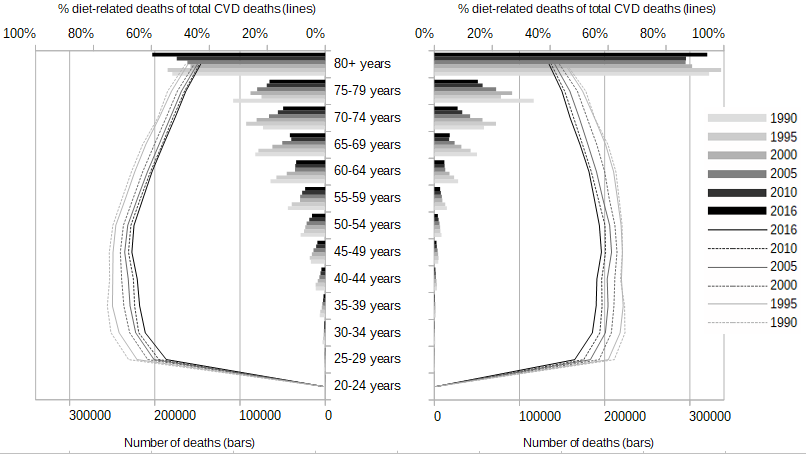 % diet-related deaths of total CVD deaths (lines) % diet-related deaths of total CVD deaths (lines)
100% 80% 60% 40% 20% 0% 0% 20% 40% 60% 80% 100%
80+ years
75-79 years
70-74 years
65-69 years
60-64 years
55-59 years
50-54 years
45-49 years
40-44 years
35-39 years
30-34 years
25-29 years
20-24 years
1990
1995
2000
2005
2010
2016
2016
2010
2005
2000
1995
1990
300000 200000 100000 0 0 100000 200000 300000
Number of deaths (bars) Number of deaths (bars)